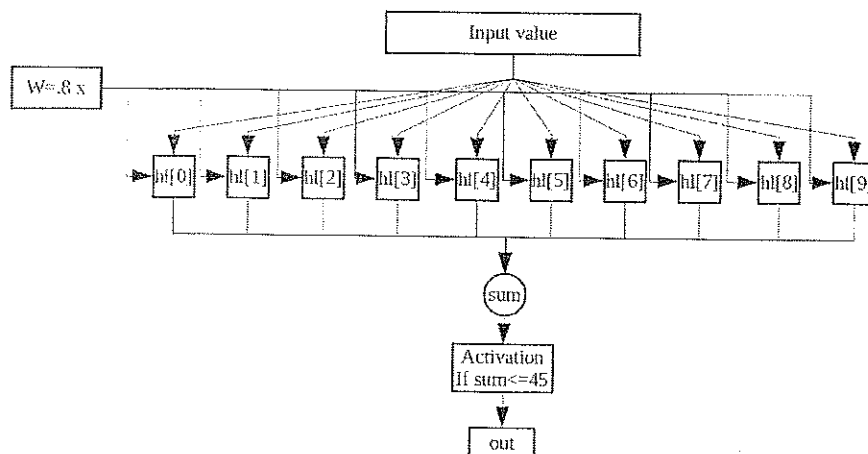 Input value
W=.8 x
hl[0] hl[1] hl[2] hl[3] hl[4] hl[5] hl[6] hl[7] hl[8] hl[9]
sum
Activation
If sum<=45
out